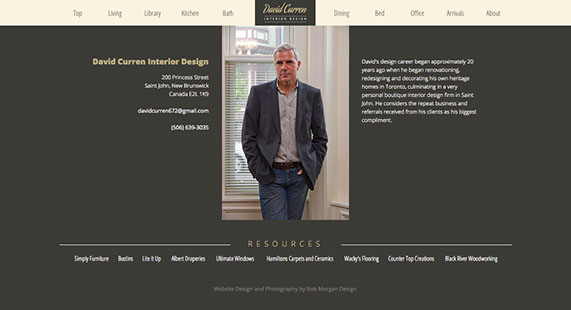 Top Living Library Kitchen Bath David Curren Dining Bed Office Arrivals About
INTERIOR DESIGN
David Curren Interior Design
200 Princess Street
Saint John, New Brunswick
Canada E2L 1K9
davidcurren672@gmail.com
(506) 639-3035
David's design career began approximately 20
years ago when he began renovationing,
redesigning and decorating his own heritage
homes in Toronto, culminating in a very
personal boutique interior design firm in Saint
John. He considers the repeat business and
referrals received from his clients as his biggest
compliment.
RESOURCES
Simply Furniture Bustins Lite It Up Albert Draperies Ultimate Windows Hamiltons Carpets and Ceramics Wacky's Flooring Counter Top Creations Black River Woodworking
Website Design and Photography by Bob Morgan Design